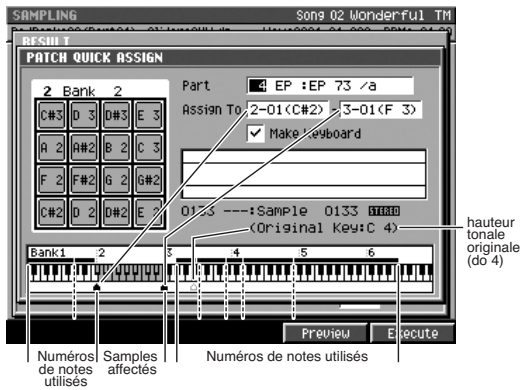 SAMPLING Song 02 Wonderful TM
RESULT
PATCH QUICK ASSIGN
2 Bank 2
C#3 D 3 D#3 E 3
A 2 A#2 B 2 C 3
F 2 F#2 G 2 G#2
C#2 D 2 D#2 E 2
Part 4 EP :EP 73 /a
Assign To 2-01(C#2) - 3-01(F 3)
Make Keyboard
0133 ---:Sample 0133 STEREO
(Original Key:C 4)
Bank1 :2 3 :4 :5 :6
Preview Execute
hauteur
tonale
originale
(do 4)
Numéros
de notes
utilisés
Samples
affectés
Numéros de notes utilisés